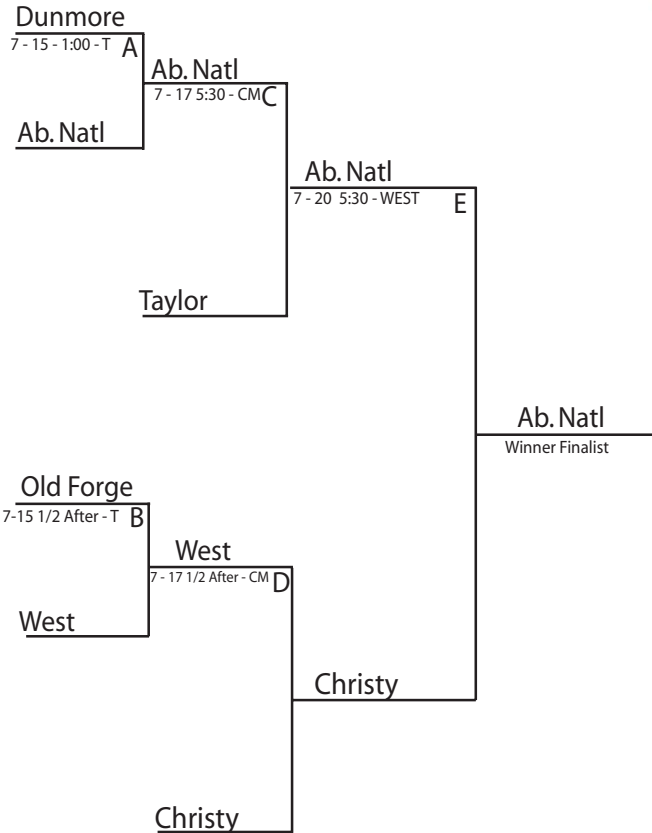 Dunmore
7 - 15 - 1:00 - T
A
Ab. Natl
7 - 17 5:30 - CM
C
Ab. Natl
Ab. Natl
7 - 20 5:30 - WEST
E
Taylor
Ab. Natl
Winner Finalist
Old Forge
7-15 1/2 After - T
B
West
7 - 17 1/2 After - CM
D
West
Christy
Christy